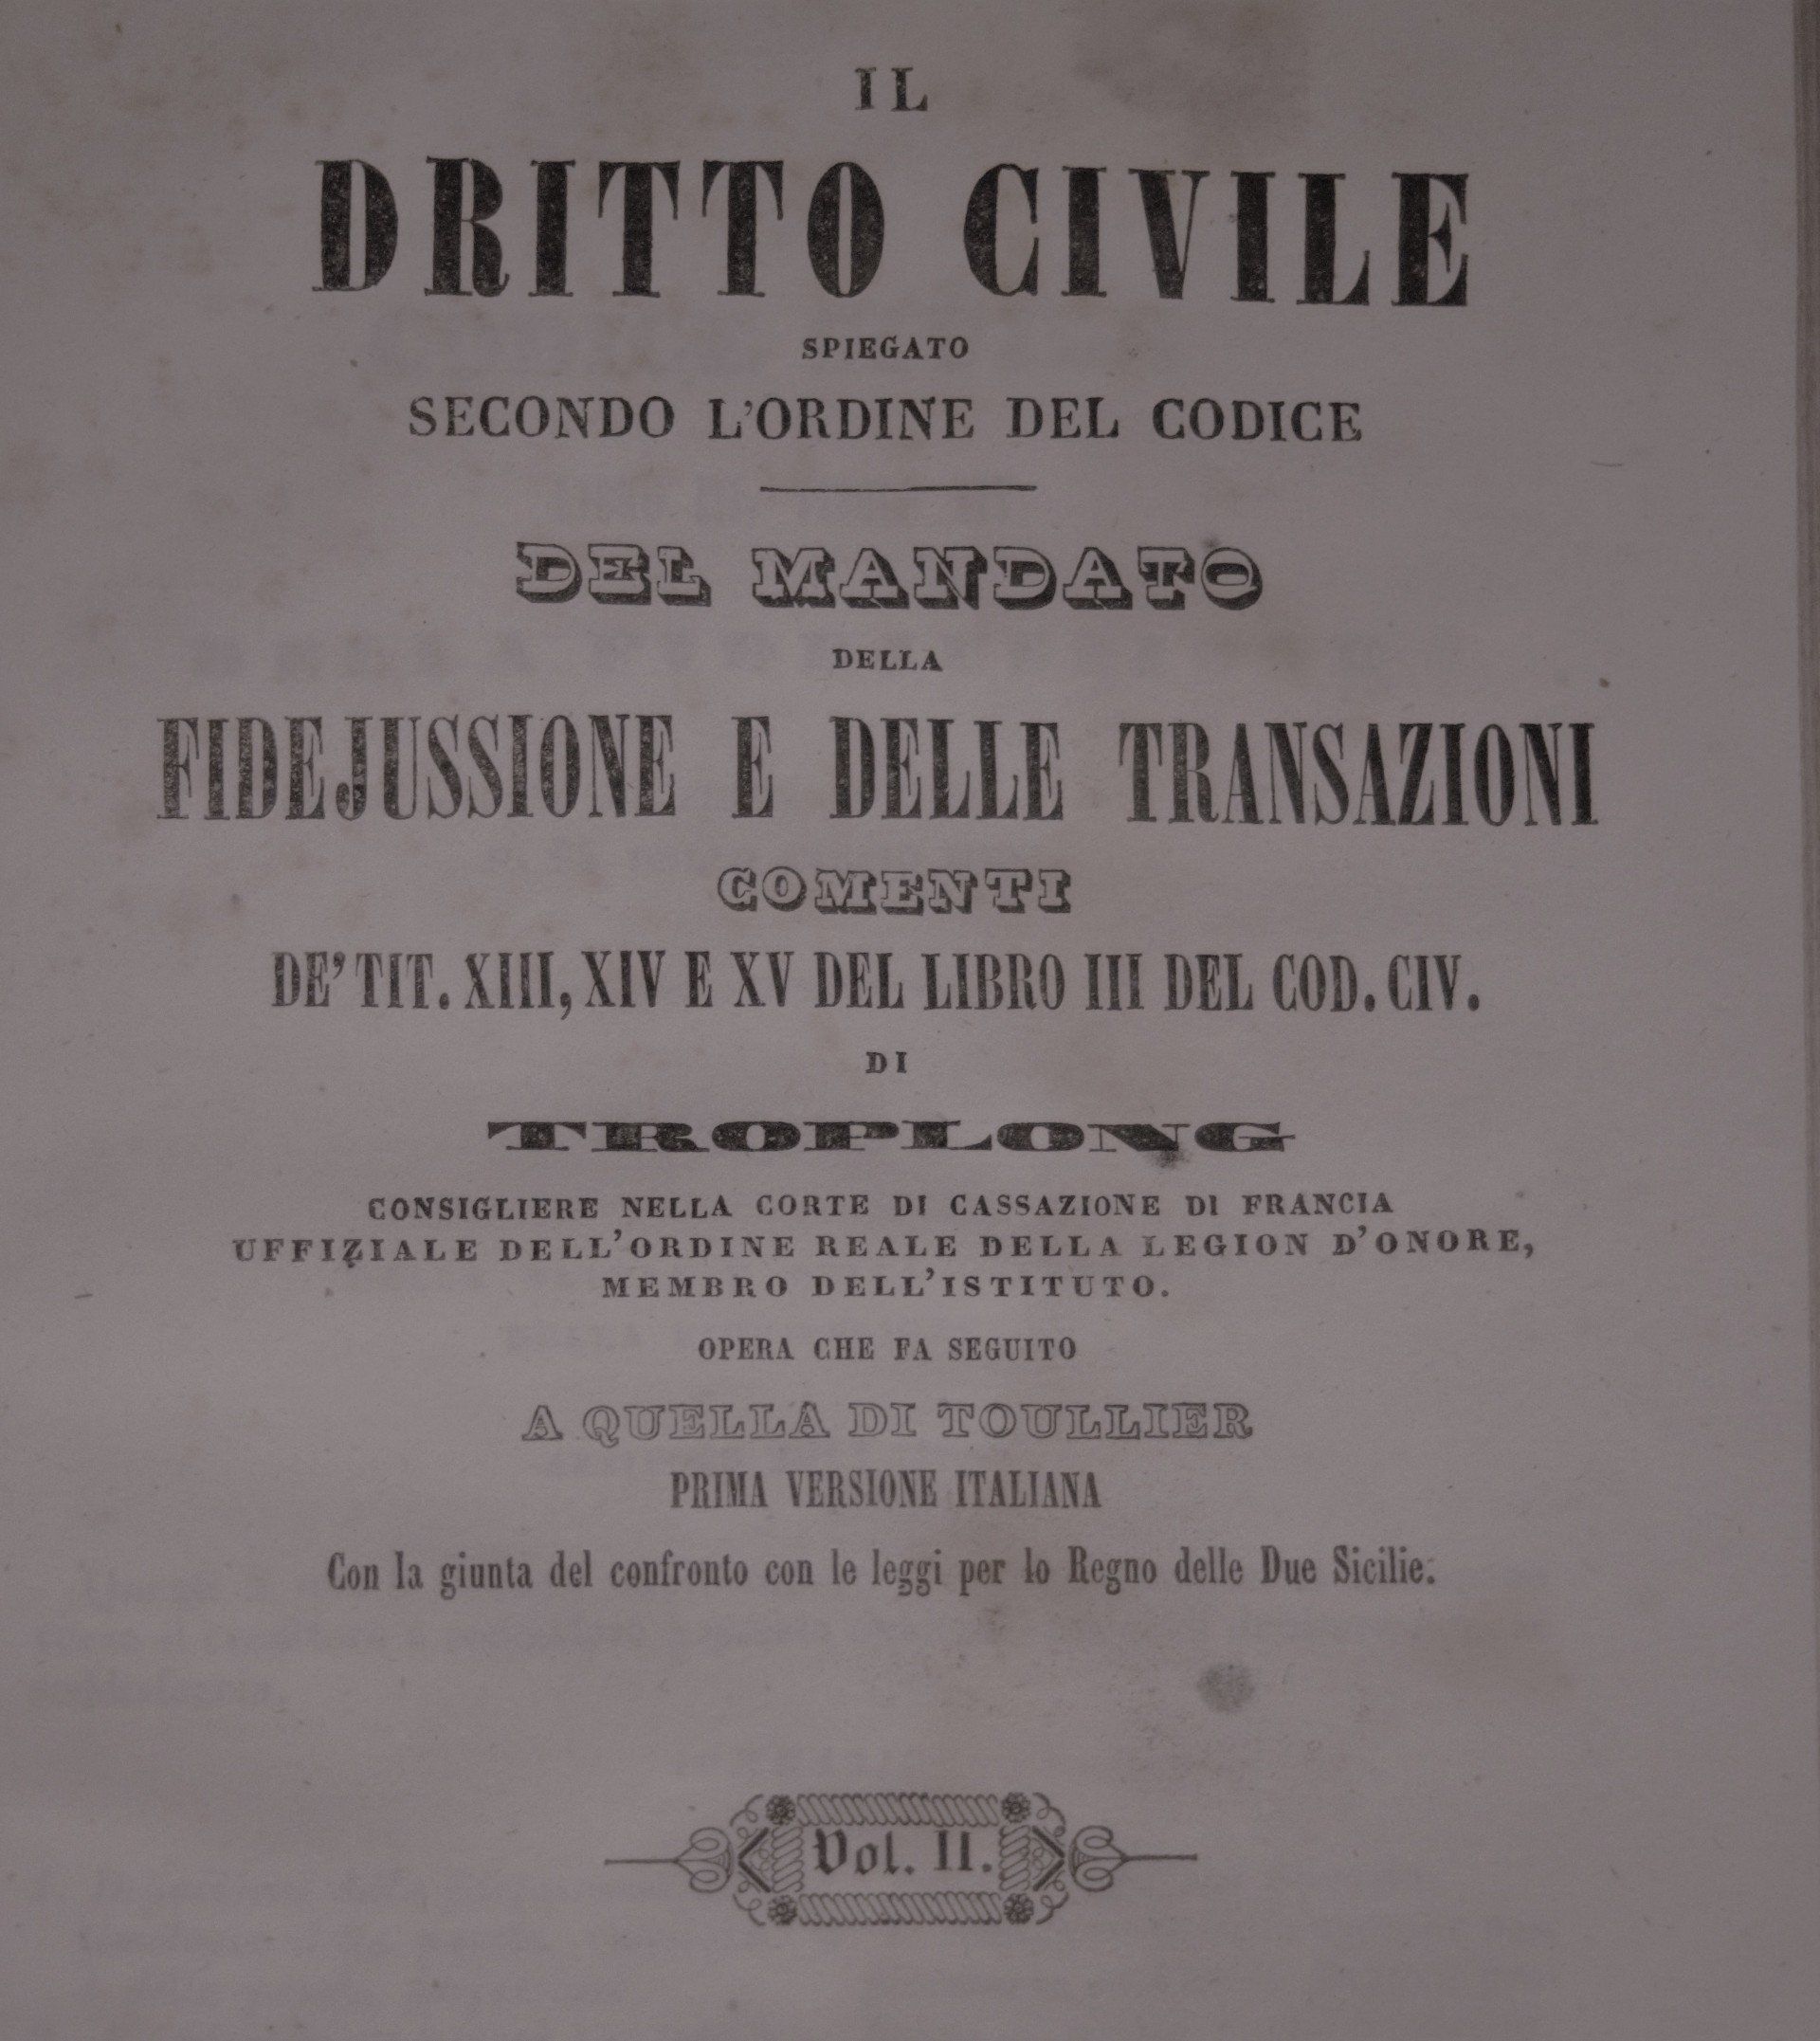 IL
DRITTO CIVILE
SPIEGATO
SECONDO L'ORDINE DEL CODICE
DEL MANDATO
DELLA
FIDEJUSSIONE E DELLE TRANSAZIONI
COMENTI
DE' TIT. XIII, XIV E XV DEL LIBRO III DEL COD. CIV.
DI
TROPLONG
CONSIGLIERE NELLA CORTE DI CASSAZIONE DI FRANCIA
UFFIZIALE DELL'ORDINE REALE DELLA LEGION D'ONORE,
MEMBRO DELL'ISTITUTO.
OPERA CHE FA SEGUITO
A QUELLA DI TOULLIER
PRIMA VERSIONE ITALIANA
Con la giunta del confronto con le leggi per lo Regno delle Due Sicilie.
Vol. II.